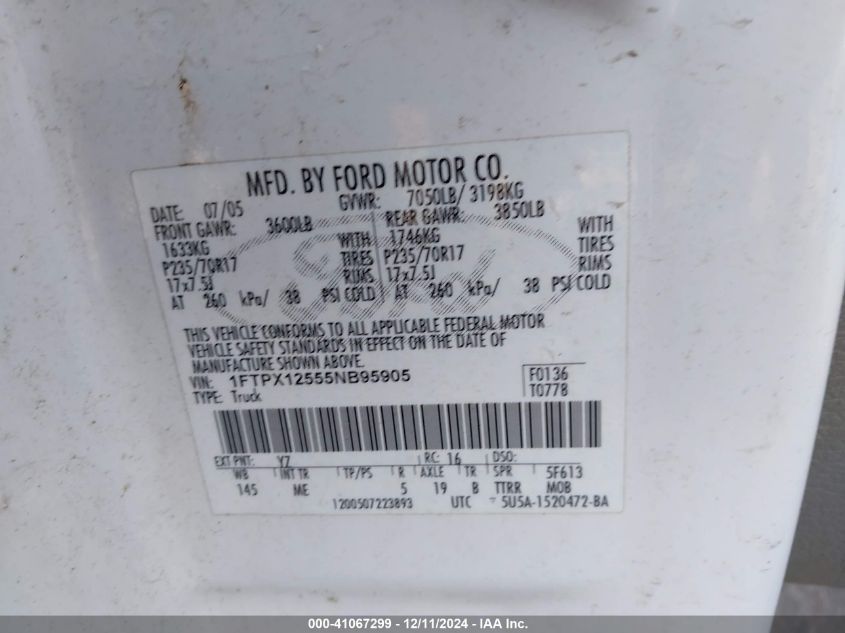 MFD. BY FORD MOTOR CO.
DATE: 07/05 GVWR: 7050LB/ 3198KG
FRONT GAWR: 3600LB REAR GAWR: 3850LB
1633KG WITH 1746KG WITH
P235/70R17 TIRES P235/70R17 TIRES
17x7.5J RIMS 17x7.5J RIMS
AT 260 kPa/ 38 PSI COLD AT 260 kPa/ 38 PSI COLD
Ford
THIS VEHICLE CONFORMS TO ALL APPLICABLE FEDERAL MOTOR
VEHICLE SAFETY STANDARDS IN EFFECT ON THE DATE OF
MANUFACTURE SHOWN ABOVE.
VIN: 1FTPX12555NB95905 F0136
TYPE: Truck T0778
EXT PNT: YZ RC: 16 DSO:
WB INT TR TP/PS R AXLE TR SPR 5F613
145 ME 5 19 B TTRR MOB
1200507223893 UTC 5U5A-1520472-BA
000-41067299 - 12/11/2024 - IAA Inc.